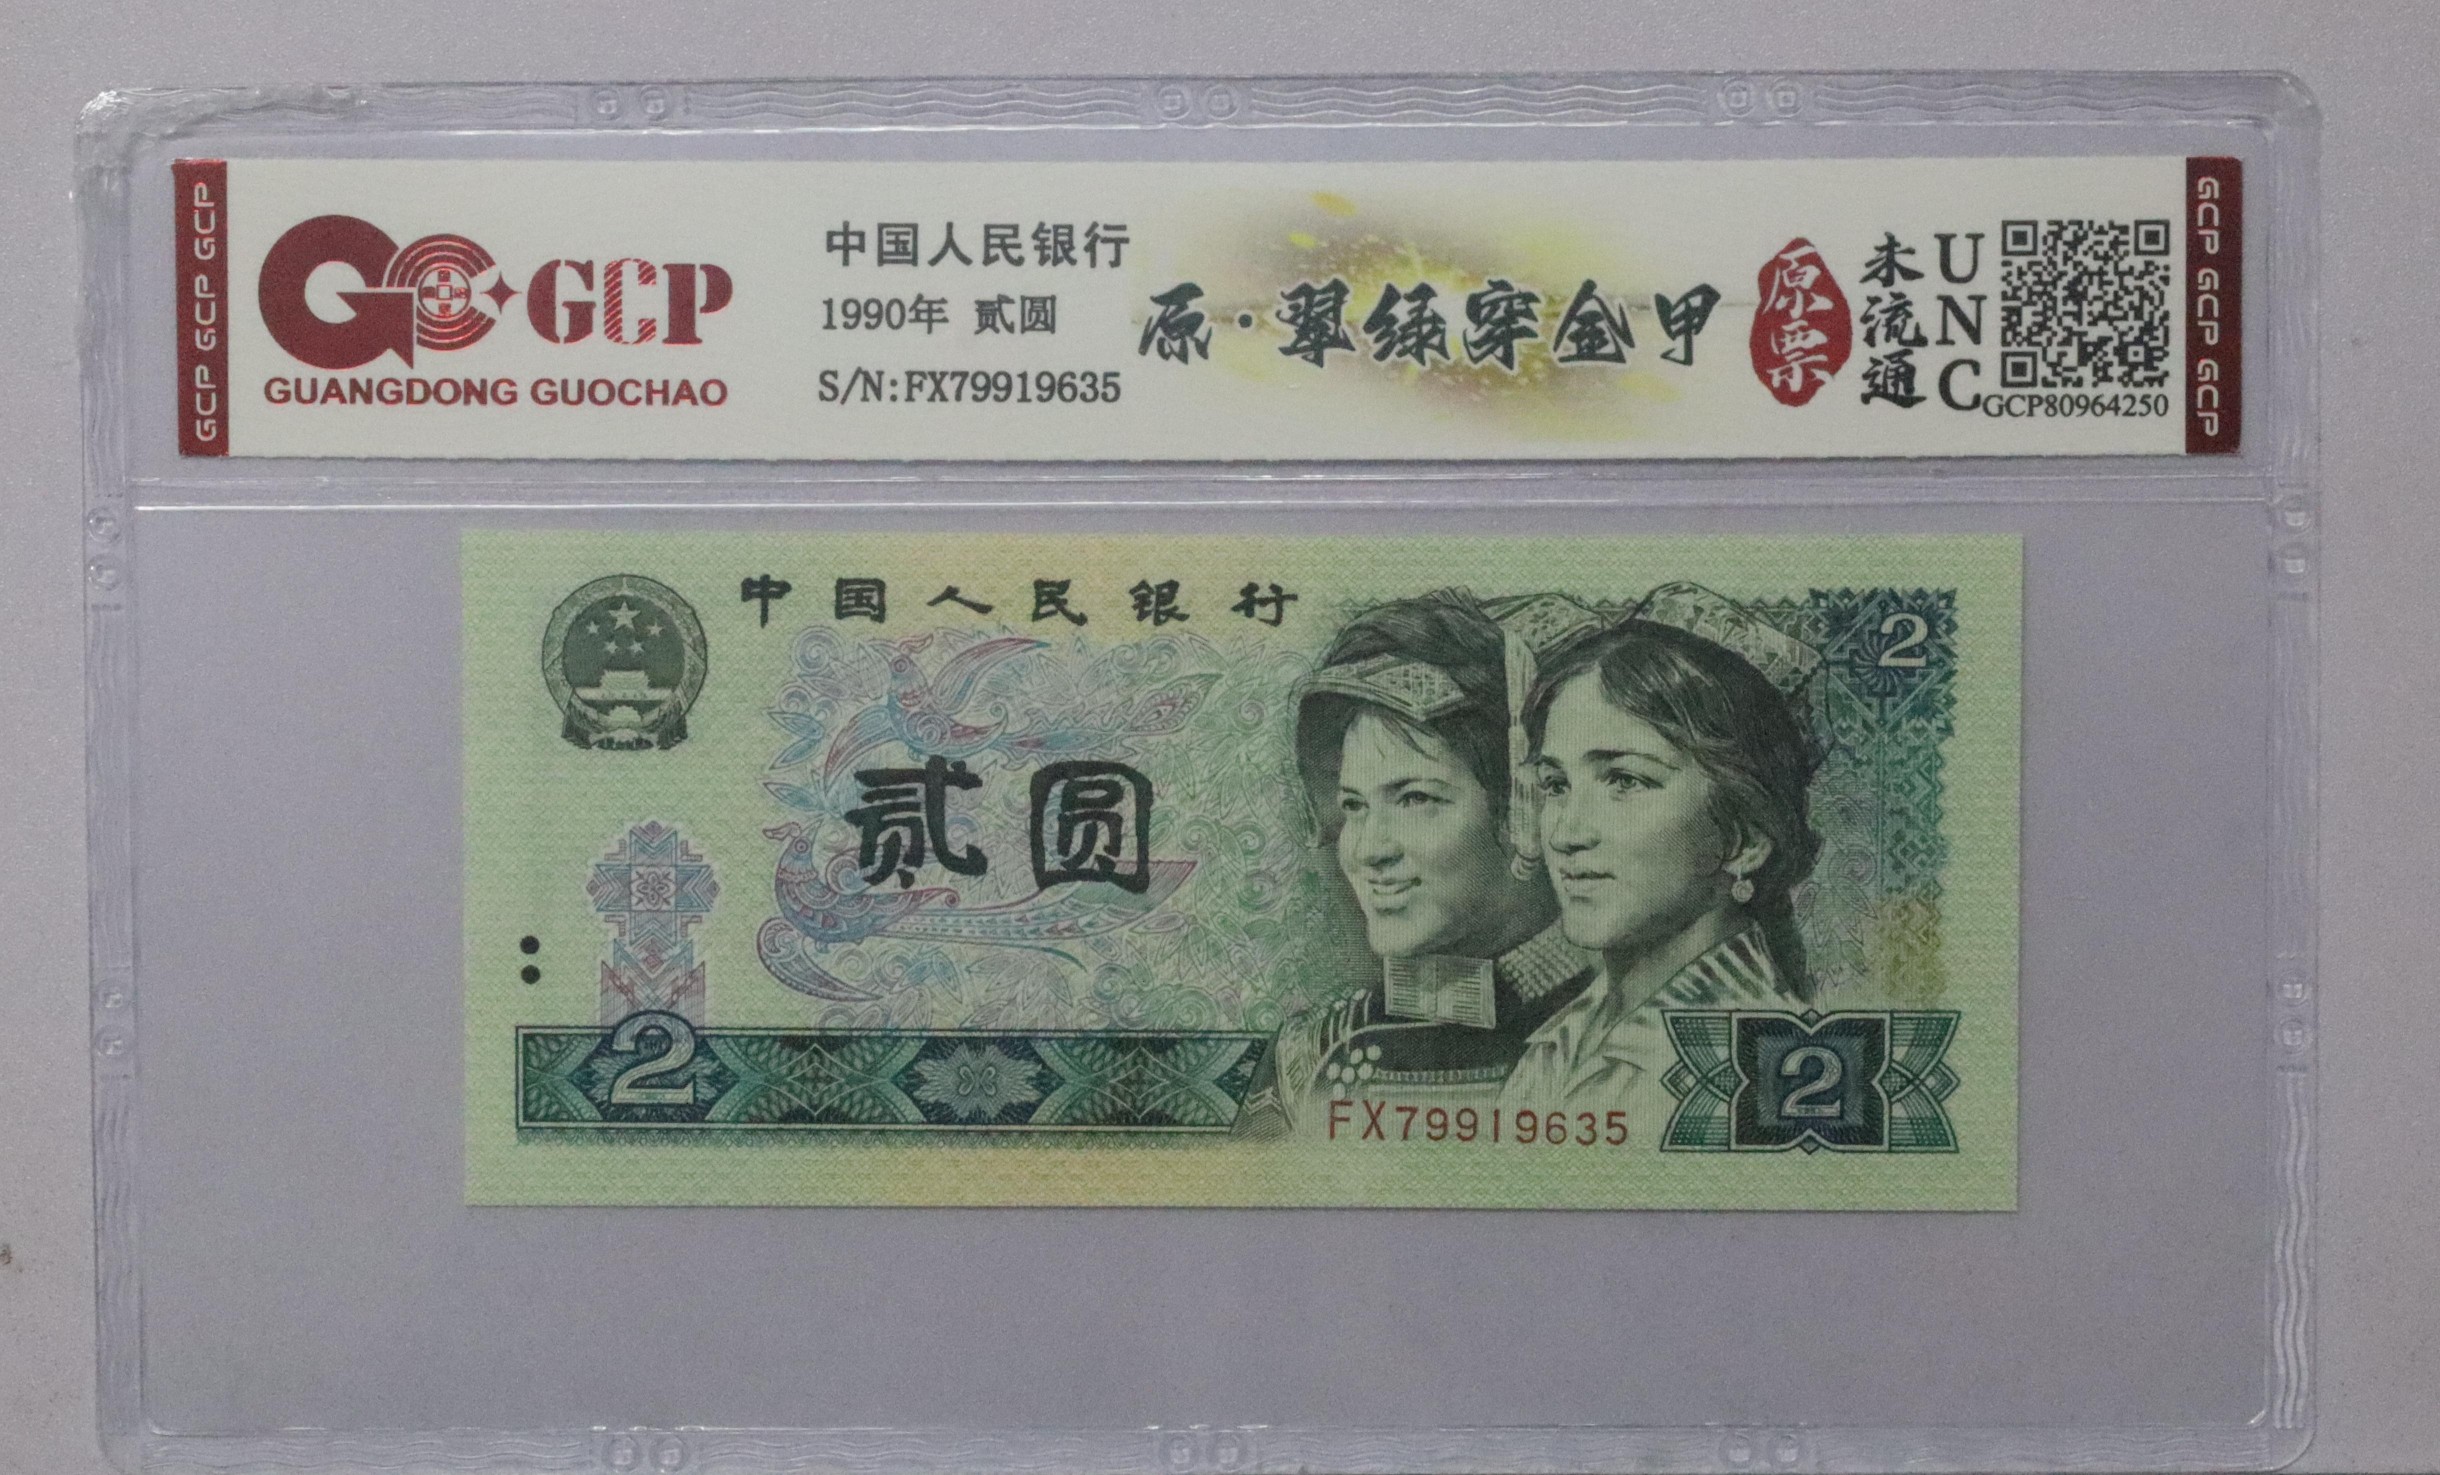 GCP GCP GCP
GCP
GUANGDONG GUOCHAO
中国人民银行
1990年 贰圆
S/N:FX79919635
原·翠绿穿金甲
原票
未流通
UNC
GCP80964250
GCP GCP GCP
中国人民银行
2
贰圆
2
FX79919635
2